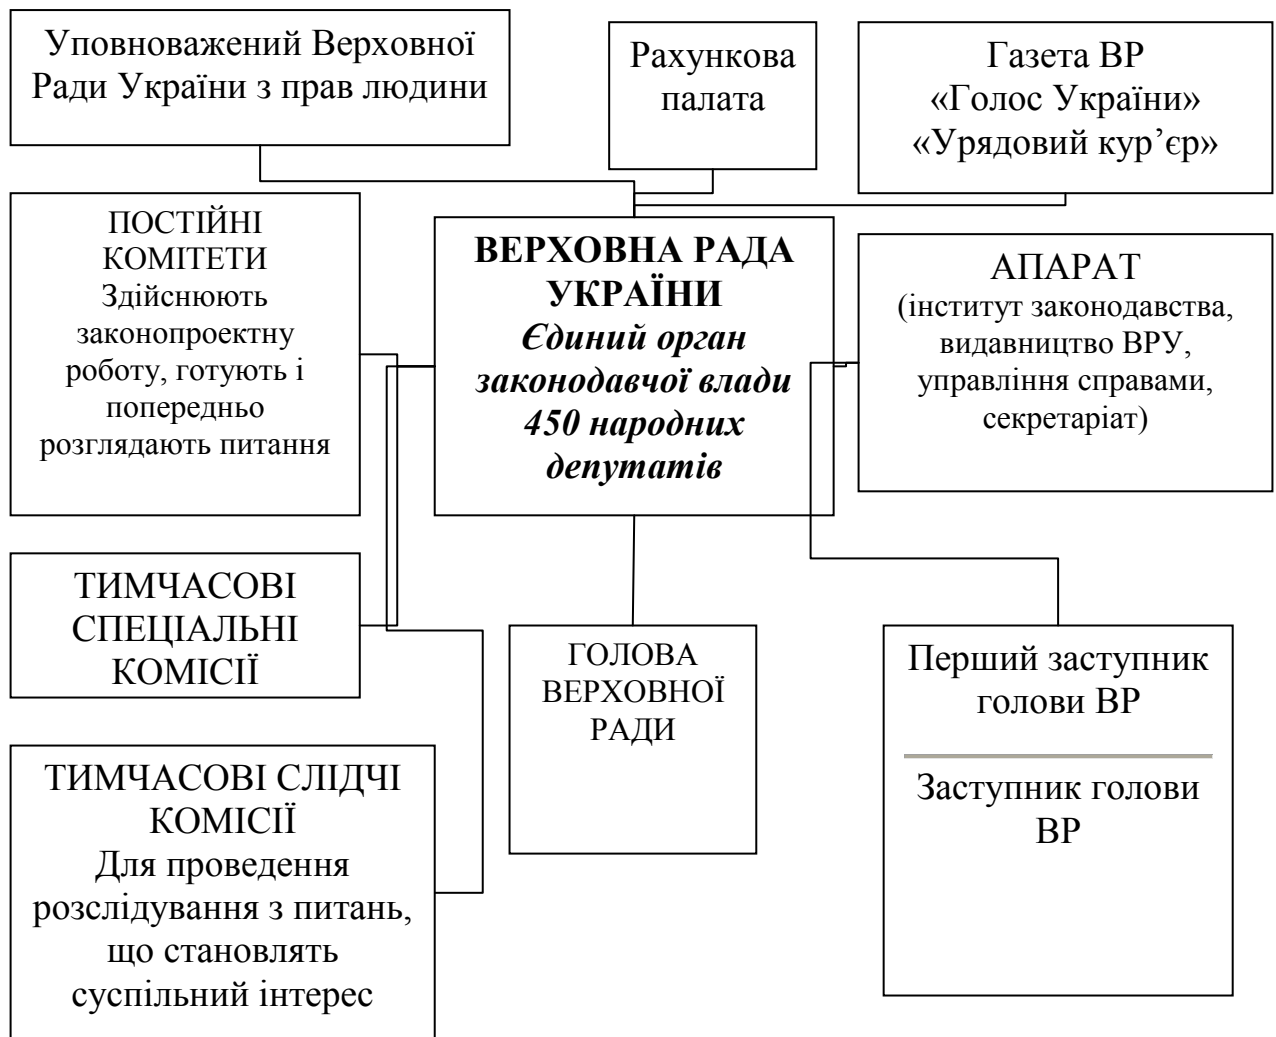 Уповноважений Верховної
Ради України з прав людини
Рахункова
палата
Газета ВР
«Голос України»
«Урядовий кур’єр»
ПОСТІЙНІ
КОМІТЕТИ
Здійснюють
законопроектну
роботу, готують і
попередньо
розглядають питання
ВЕРХОВНА РАДА
УКРАЇНИ
Єдиний орган
законодавчої влади
450 народних
депутатів
АПАРАТ
(інститут законодавства,
видавництво ВРУ,
управління справами,
секретаріат)
ТИМЧАСОВІ
СПЕЦІАЛЬНІ
КОМІСІЇ
ГОЛОВА
ВЕРХОВНОЇ
РАДИ
Перший заступник
голови ВР
Заступник голови
ВР
ТИМЧАСОВІ СЛІДЧІ
КОМІСІЇ
Для проведення
розслідування з питань,
що становлять
суспільний інтерес